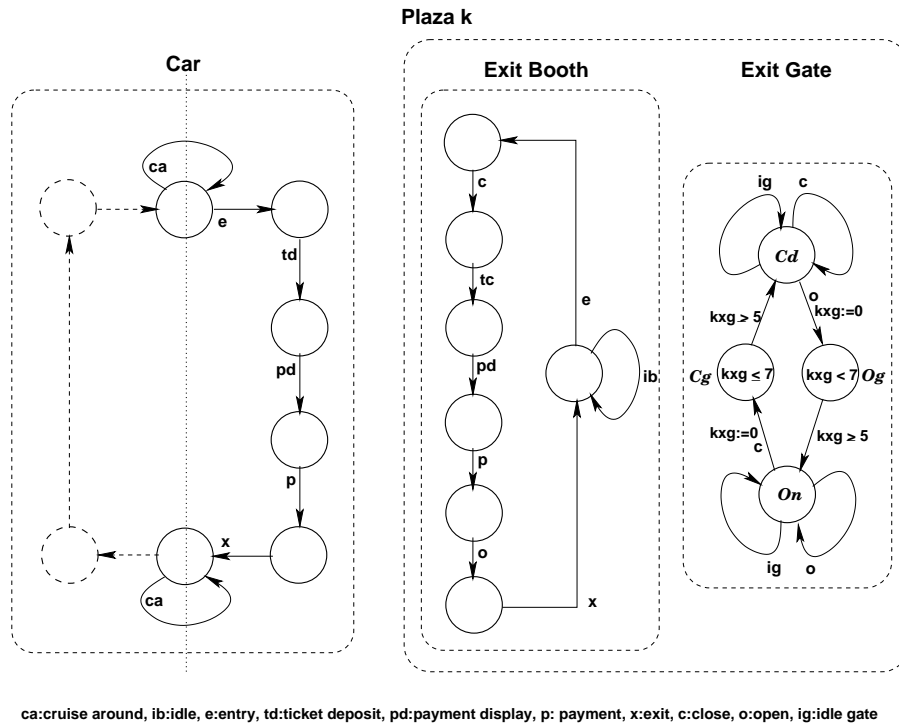 Plaza k
Car
Exit Booth
Exit Gate
ca
e
td
pd
p
x
ca
c
tc
pd
p
o
x
e
ib
ig
c
Cd
o
kxg:=0
kxg ≥ 5
Cg
kxg ≤ 7
kxg < 7
Og
kxg:=0
c
kxg ≥ 5
On
ig
o
ca:cruise around, ib:idle, e:entry, td:ticket deposit, pd:payment display, p: payment, x:exit, c:close, o:open, ig:idle gate